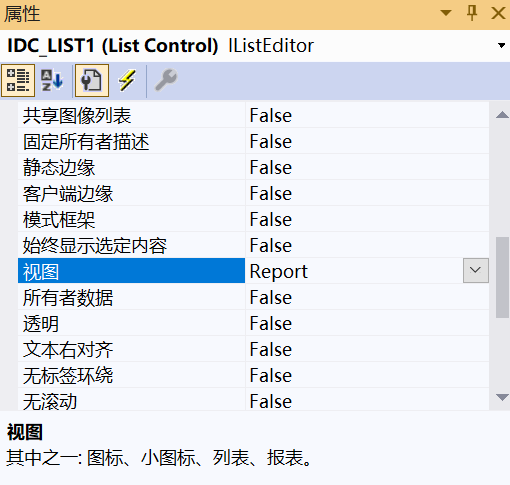 属性
IDC_LIST1 (List Control) IListEditor
共享图像列表 False
固定所有者描述 False
静态边缘 False
客户端边缘 False
模式框架 False
始终显示选定内容 False
视图 Report
所有者数据 False
透明 False
文本右对齐 False
无标签环绕 False
无滚动 False
视图
其中之一: 图标、小图标、列表、报表。